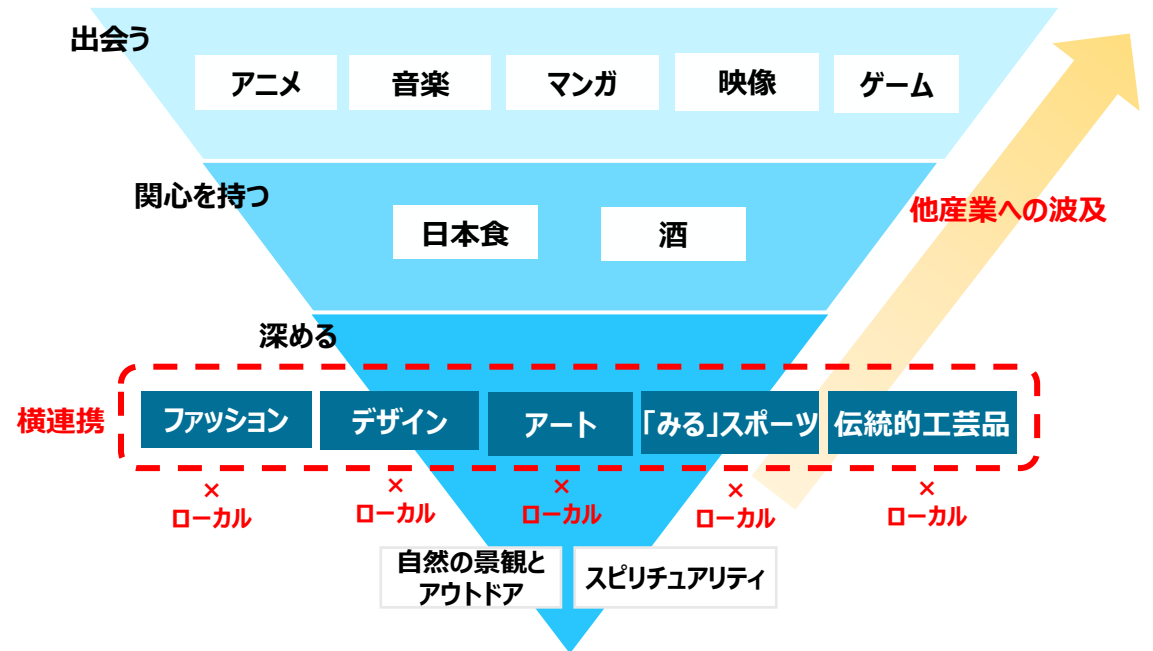 出会う
アニメ
音楽
マンガ
映像
ゲーム
関心を持つ
日本食
酒
他産業への波及
深める
横連携
ファッション
デザイン
アート
「みる」スポーツ
伝統的工芸品
×
ローカル
×
ローカル
×
ローカル
×
ローカル
×
ローカル
自然の景観と
アウトドア
スピリチュアリティ